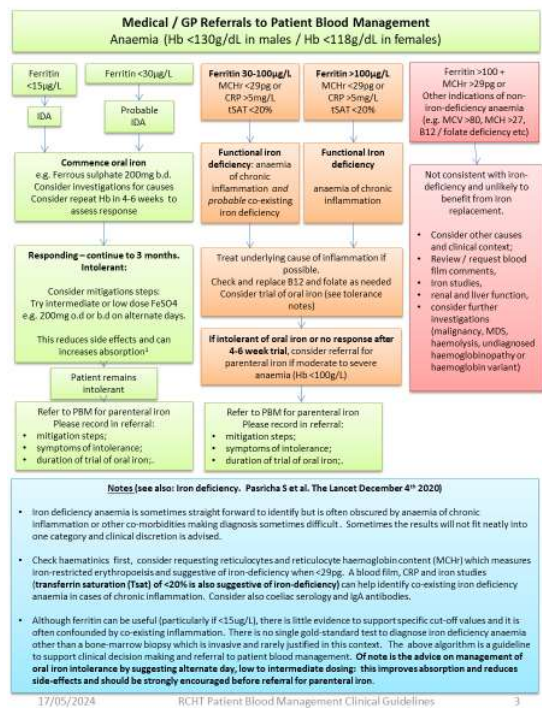 Medical / GP Referrals to Patient Blood Management
Anaemia (Hb <130g/dL in males / Hb <118g/dL in females)
Ferritin
<15µg/L
IDA
Ferritin <30µg/L
Probable
IDA
Commence oral iron
e.g. Ferrous sulphate 200mg b.d.
Consider investigations for causes
Consider repeat Hb in 4-6 weeks to
assess response
Responding – continue to 3 months.
Intolerant:
Consider mitigation steps:
Try intermediate or low dose FeSO4
e.g. 200mg o.d or b.d on alternate days.
This reduces side effects and can
increases absorption¹
Patient remains
intolerant
Refer to PBM for parenteral iron
Please record in referral:
• mitigation steps;
• symptoms of intolerance;
• duration of trial of oral iron;.
Ferritin 30-100µg/L
MCHr <29pg or
CRP >5mg/L
tSAT <20%
Functional iron
deficiency: anaemia
of chronic
inflammation and
probable co-existing
iron deficiency
Ferritin >100µg/L
MCHr <29pg or
CRP >5mg/L
tSAT <20%
Functional Iron
deficiency
anaemia of chronic
inflammation
Treat underlying cause of inflammation if
possible.
Check and replace B12 and folate as needed
Consider trial of oral iron (see tolerance
notes)
If intolerant of oral iron or no response after
4-6 week trial, consider referral for
parenteral iron if moderate to severe
anaemia (Hb <100g/L)
Refer to PBM for parenteral iron
Please record in referral:
• mitigation steps;
• symptoms of intolerance;
• duration of trial of oral iron;.
Ferritin >100 +
MCHr >29pg or
Other indications of non-
iron-deficiency anaemia
(e.g. MCV >80, MCH >27,
B12 / folate deficiency etc)
Not consistent with iron-
deficiency and unlikely to
benefit from Iron
replacement.
• Consider other causes
and clinical context;
• Review / request blood
film comments,
• Iron studies,
• renal and liver function,
• consider further
investigations
(malignancy, MDS,
haemolysis, undiagnosed
haemoglobinopathy or
haemoglobin variant)
Notes (see also: Iron deficiency. Pasricha S et al. The Lancet December 4th 2020)
• Iron deficiency anaemia is sometimes straight forward to identify but is often obscured by anaemia of chronic
inflammation or other co-morbidities making diagnosis sometimes difficult. Sometimes the results will not fit neatly into
one category and clinical discretion is advised.
• Check haematinics first, consider requesting reticulocytes and reticulocyte haemoglobin content (MCHr) which measures
iron-restricted erythropoeisis and suggestive of iron-deficiency when <29pg. A blood film, CRP and iron studies
(transferrin saturation (Tsat) of <20% is also suggestive of iron-deficiency) can help identify co-existing iron deficiency
anaemia in cases of chronic inflammation. Consider also coeliac serology and IgA antibodies.
• Although ferritin can be useful (particularly if <15ug/L), there is little evidence to support specific cut-off values and it is
often confounded by co-existing inflammation. There is no single gold-standard test to diagnose iron deficiency anaemia
other than a bone-marrow biopsy which is invasive and rarely justified in this context. The above algorithm is a guideline
to support clinical decision making and referral to patient blood management. Of note is the advice on management of
oral iron intolerance by suggesting alternate day, low to intermediate dosing: this improves absorption and reduces
side-effects and should be strongly encouraged before referral for parenteral iron.
17/05/2024
RCHT Patient Blood Management Clinical Guidelines
3